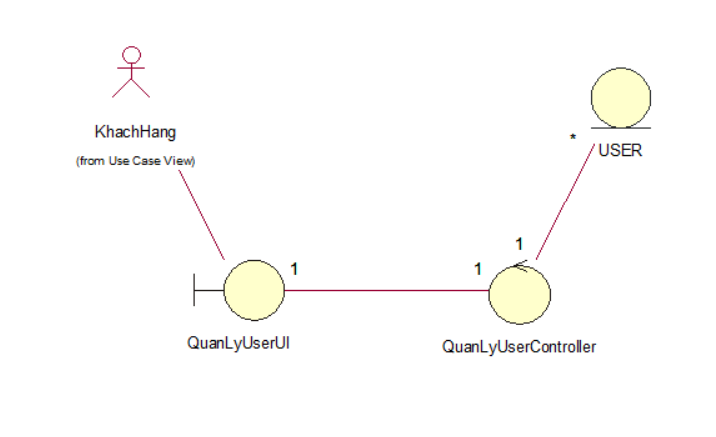 KhachHang
(from Use Case View)
*
USER
1
1
1
QuanLyUserUI
QuanLyUserController